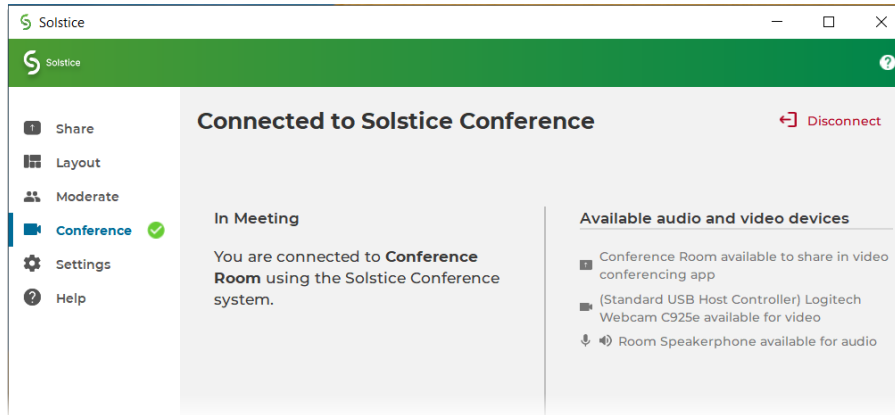 Solstice
Solstice
Share
Layout
Moderate
Conference
Settings
Help
Connected to Solstice Conference
Disconnect
In Meeting
You are connected to Conference
Room using the Solstice Conference
system.
Available audio and video devices
Conference Room available to share in video
conferencing app
(Standard USB Host Controller) Logitech
Webcam C925e available for video
Room Speakerphone available for audio